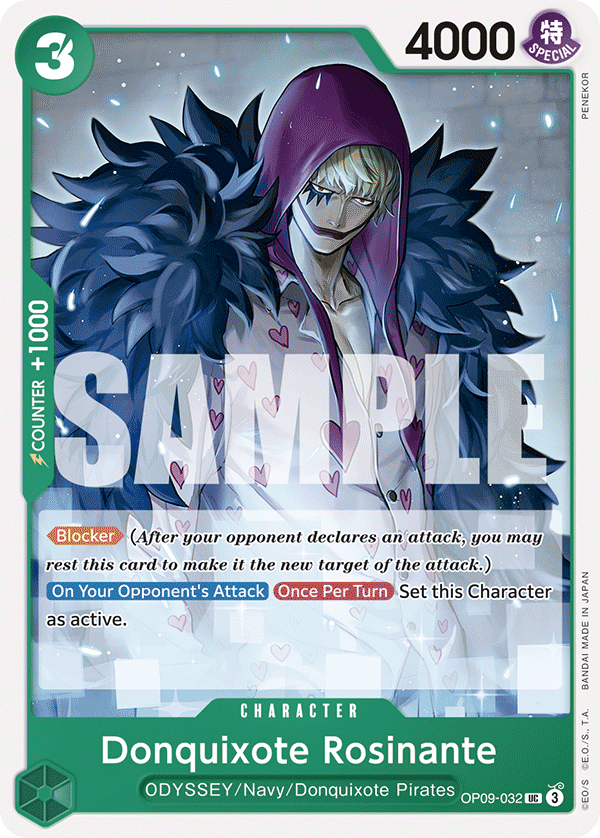 3
4000
特
SPECIAL
PENEKOR
COUNTER +1000
SAMPLE
Blocker (After your opponent declares an attack, you may
rest this card to make it the new target of the attack.)
On Your Opponent's Attack Once Per Turn Set this Character
as active.
CHARACTER
Donquixote Rosinante
ODYSSEY/Navy/Donquixote Pirates
OP09-032 UC 3
©E.O/S ©E.O./S., T.A. BANDAI MADE IN JAPAN